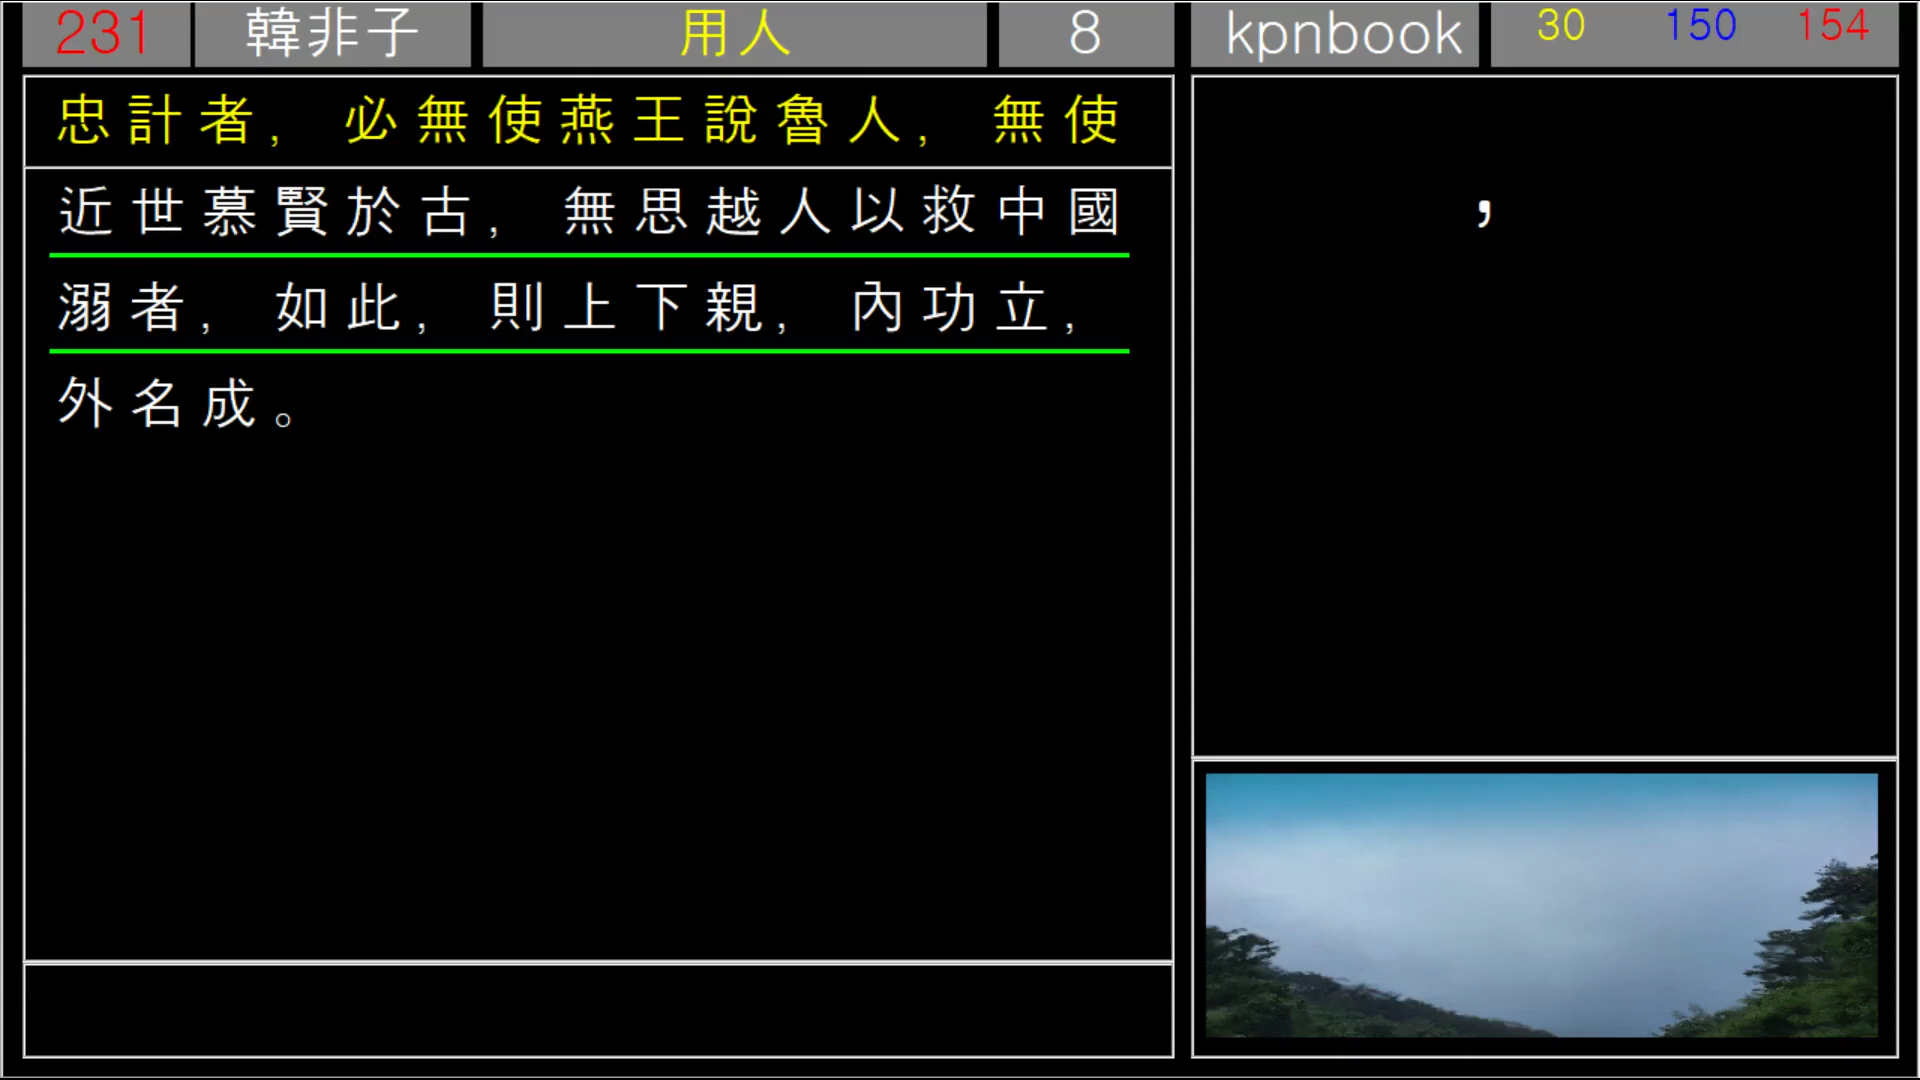 231 韓非子 用人 8 kpnbook 30 150 154
忠計者, 必無使燕王說魯人, 無使
近世慕賢於古, 無思越人以救中國
溺者, 如此, 則上下親, 內功立,
外名成。
,